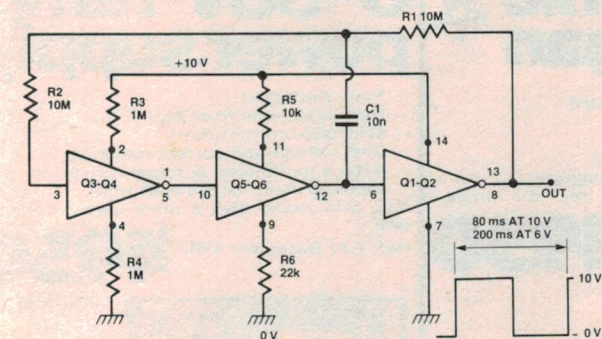 R1 10M
+10 V
R2
10M
R3
1M
R5
10k
C1
10n
2
11
14
3
Q3-Q4
1
5
10
Q5-Q6
12
6
Q1-Q2
13
8
OUT
4
9
7
R4
1M
R6
22k
0V
80 ms AT 10 V
200 ms AT 6 V
10 V
0 V